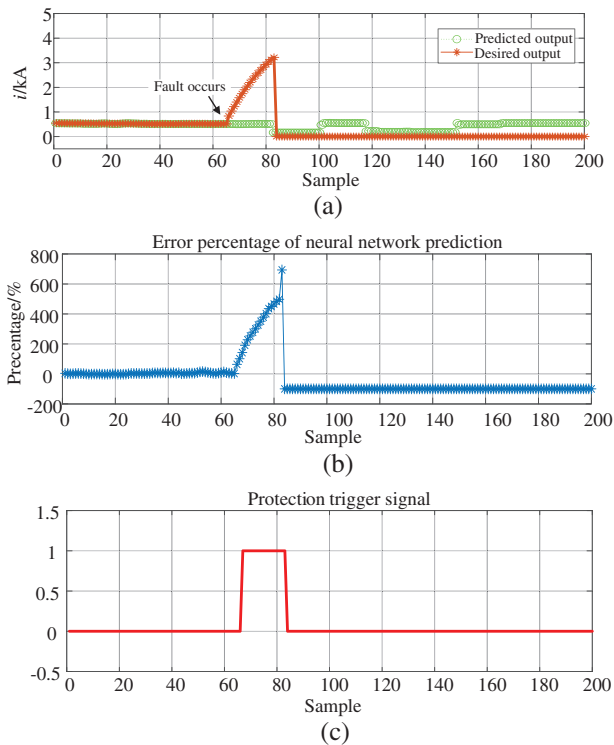 5
4
3
2
1
0
i/kA
Fault occurs
Predicted output
Desired output
0 20 40 60 80 100 120 140 160 180 200
Sample
(a)
Error percentage of neural network prediction
800
600
400
200
0
-200
Precentage/%
0 20 40 60 80 100 120 140 160 180 200
Sample
(b)
Protection trigger signal
1.5
1
0.5
0
-0.5
0 20 40 60 80 100 120 140 160 180 200
Sample
(c)